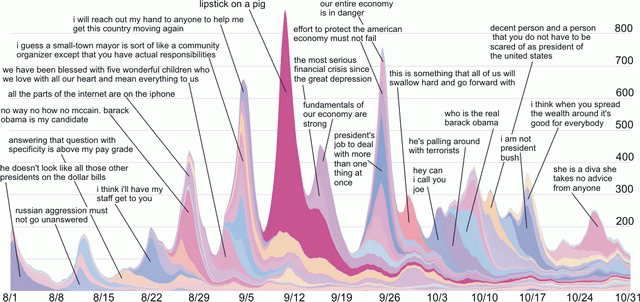 lipstick on a pig
our entire economy
is in danger
i will reach out my hand to anyone to help me
get this country moving again
effort to protect the american
economy must not fail
decent person and a person
that you do not have to be
scared of as president of
the united states
i guess a small-town mayor is sort of like a community
organizer except that you have actual responsibilities
the most serious
financial crisis since
the great depression
we have been blessed with five wonderful children who
we love with all our heart and mean everything to us
this is something that all of us will
swallow hard and go forward with
all the parts of the internet are on the iphone
fundamentals of
our economy are
strong
i think when you spread
the wealth around it's
good for everybody
no way no how no mccain. barack
obama is my candidate
who is the real
barack obama
president's
job to deal
with more
than one
thing at
once
answering that question with
specificity is above my pay grade
he's palling around
with terrorists
i am not
president
bush
he doesn't look like all those other
presidents on the dollar bills
hey can
i call you
joe
she is a diva she
takes no advice
from anyone
i think i'll have my
staff get to you
russian aggression must
not go unanswered
800
700
600
500
400
300
200
8/1 8/8 8/15 8/22 8/29 9/5 9/12 9/19 9/26 10/3 10/10 10/17 10/24